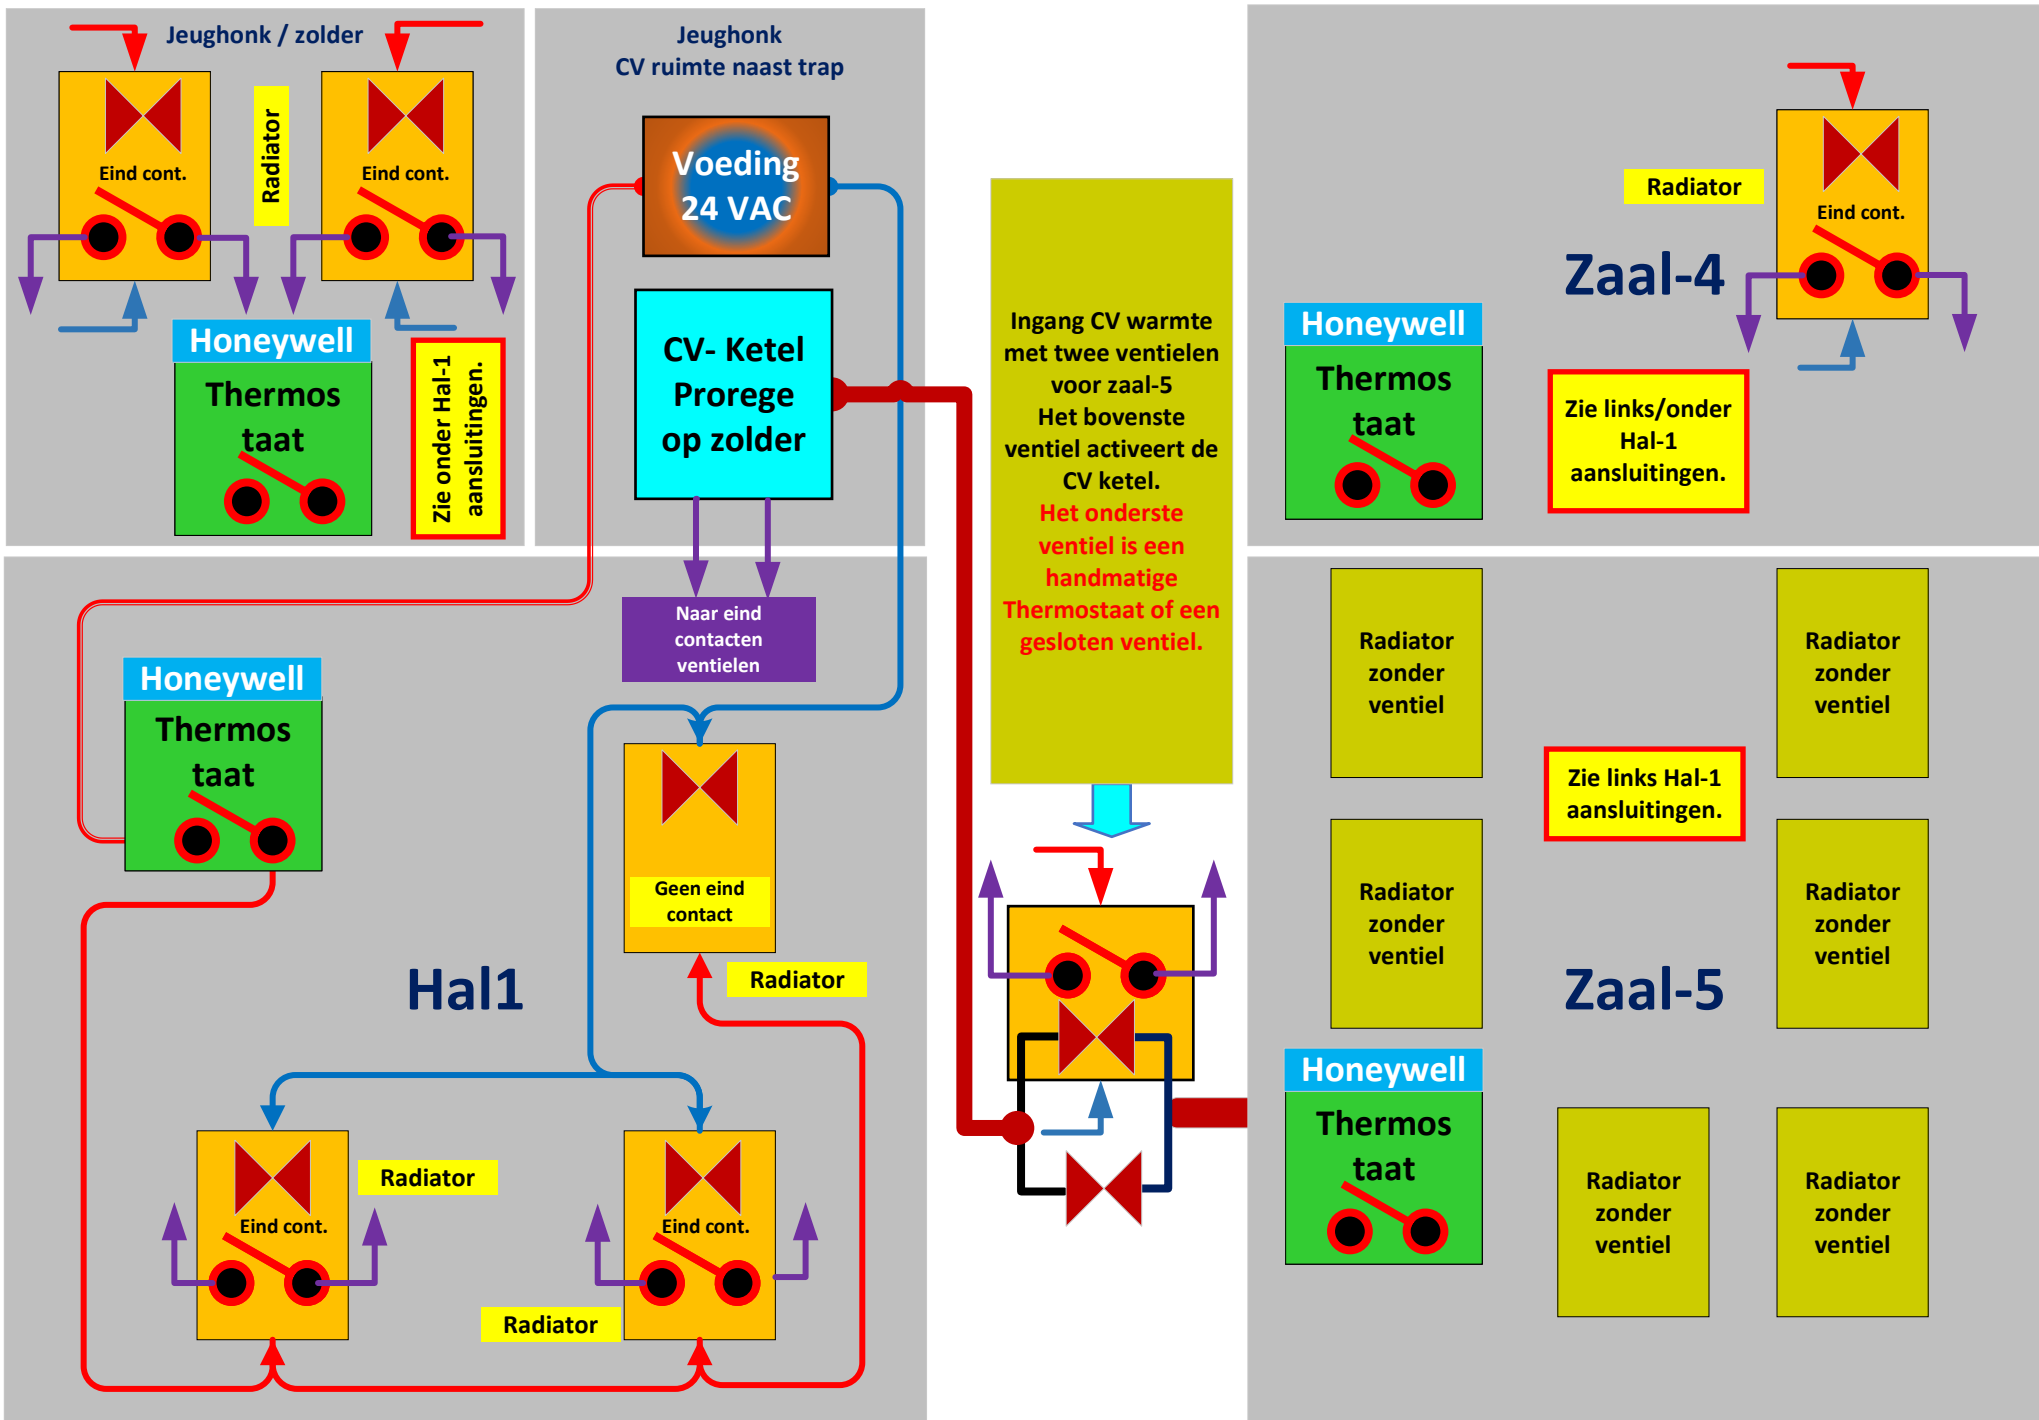 Jeughonk / zolder
Eind cont.
Radiator
Eind cont.
Honeywell
Thermos
taat
Zie onder Hal-1
aansluitingen.
Jeughonk
CV ruimte naast trap
Voeding
24 VAC
CV- Ketel
Prorege
op zolder
Naar eind
contacten
ventielen
Ingang CV warmte
met twee ventielen
voor zaal-5
Het bovenste
ventiel activeert de
CV ketel.
Het onderste
ventiel is een
handmatige
Thermostaat of een
gesloten ventiel.
Radiator
Eind cont.
Zaal-4
Honeywell
Thermos
taat
Zie links/onder
Hal-1
aansluitingen.
Honeywell
Thermos
taat
Geen eind
contact
Radiator
Hal1
Radiator
Eind cont.
Eind cont.
Radiator
Radiator
zonder
ventiel
Radiator
zonder
ventiel
Zie links Hal-1
aansluitingen.
Radiator
zonder
ventiel
Radiator
zonder
ventiel
Zaal-5
Honeywell
Thermos
taat
Radiator
zonder
ventiel
Radiator
zonder
ventiel